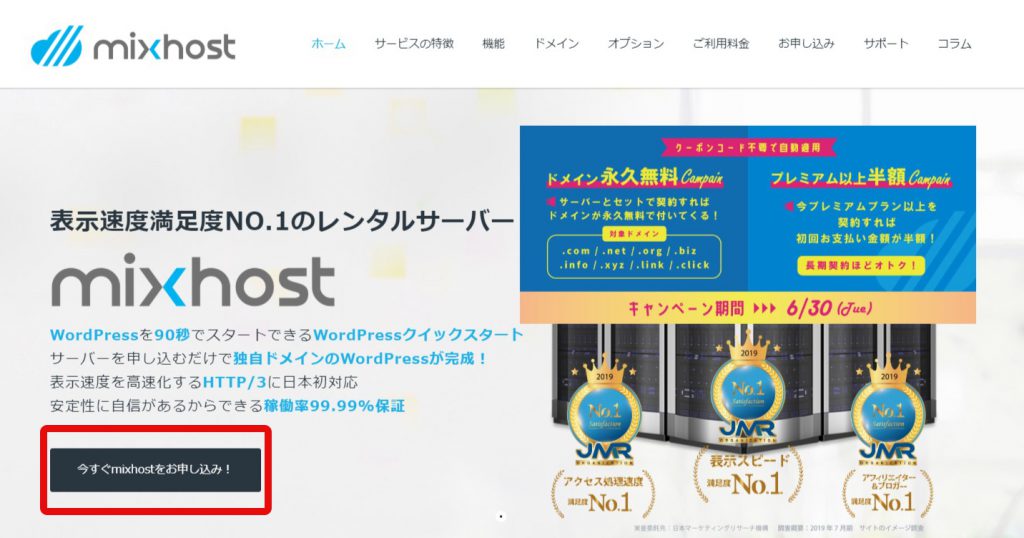 mixhost
ホーム サービスの特徴 機能 ドメイン オプション ご利用料金 お申し込み サポート コラム
表示速度満足度NO.1のレンタルサーバー
mixhost
WordPressを90秒でスタートできるWordPressクイックスタート
サーバーを申し込むだけで独自ドメインのWordPressが完成！
表示速度を高速化するHTTP/3に日本初対応
安定性に自信があるからできる稼働率99.99%保証
今すぐmixhostをお申し込み！
クーポンコード不要で自動適用
ドメイン永久無料 Campain
サーバーとセットで契約すれば
ドメインが永久無料で付いてくる！
対象ドメイン
.com / .net / .org / .biz
.info / .xyz / .link / .click
プレミアム以上半額 Campain
今プレミアムプラン以上を
契約すれば
初回お支払い金額が半額！
長期契約ほどオトク！
キャンペーン期間 >>> 6/30 (Tue)
2019
No.1
Satisfaction
JMR
ORGANIZATION
アクセス処理速度
満足度 No.1
2019
No.1
Satisfaction
JMR
ORGANIZATION
表示スピード
満足度 No.1
2019
No.1
Satisfaction
JMR
ORGANIZATION
アフィリエイター
&ブロガー
満足度 No.1
実査委託先：日本マーケティングリサーチ機構 調査概要：2019年7月期 サイトのイメージ調査